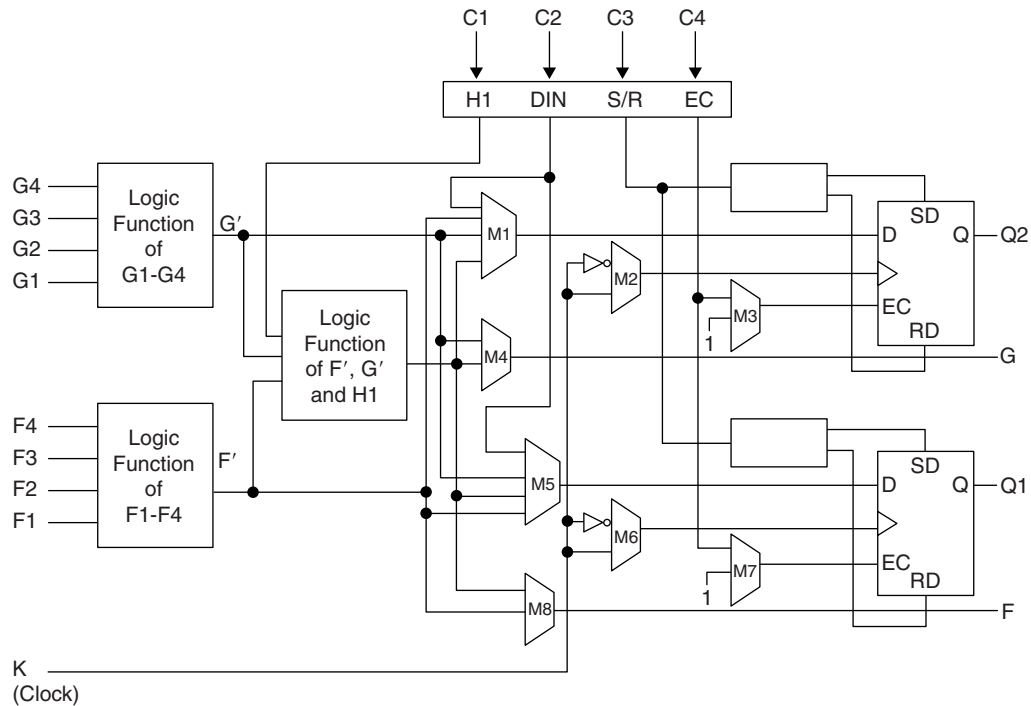 C1 C2 C3 C4
H1 DIN S/R EC
G4
G3
G2
G1
Logic
Function
of
G1-G4
G′
M1
SD
D Q
Q2
M2
EC
M3
1
RD
Logic
Function
of F′, G′
and H1
M4
G
F4
F3
F2
F1
Logic
Function
of
F1-F4
F′
M5
SD
D Q
Q1
M6
EC
M7
1
RD
M8
F
K
(Clock)